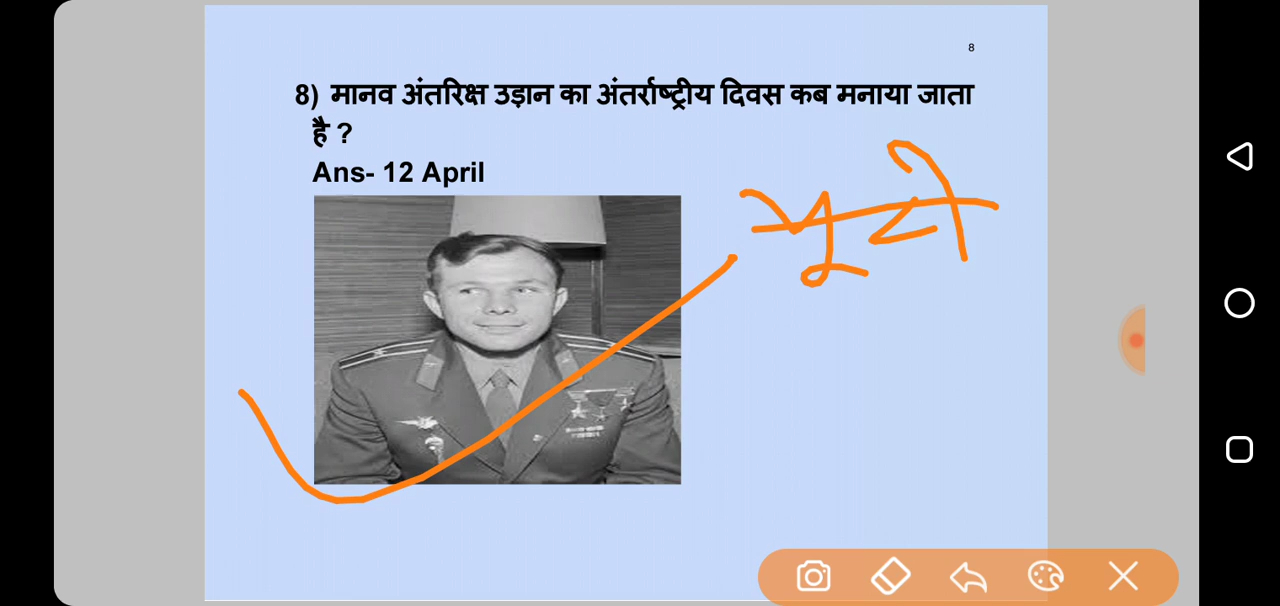 8
8) मानव अंतरिक्ष उड़ान का अंतर्राष्ट्रीय दिवस कब मनाया जाता
है ?
Ans- 12 April